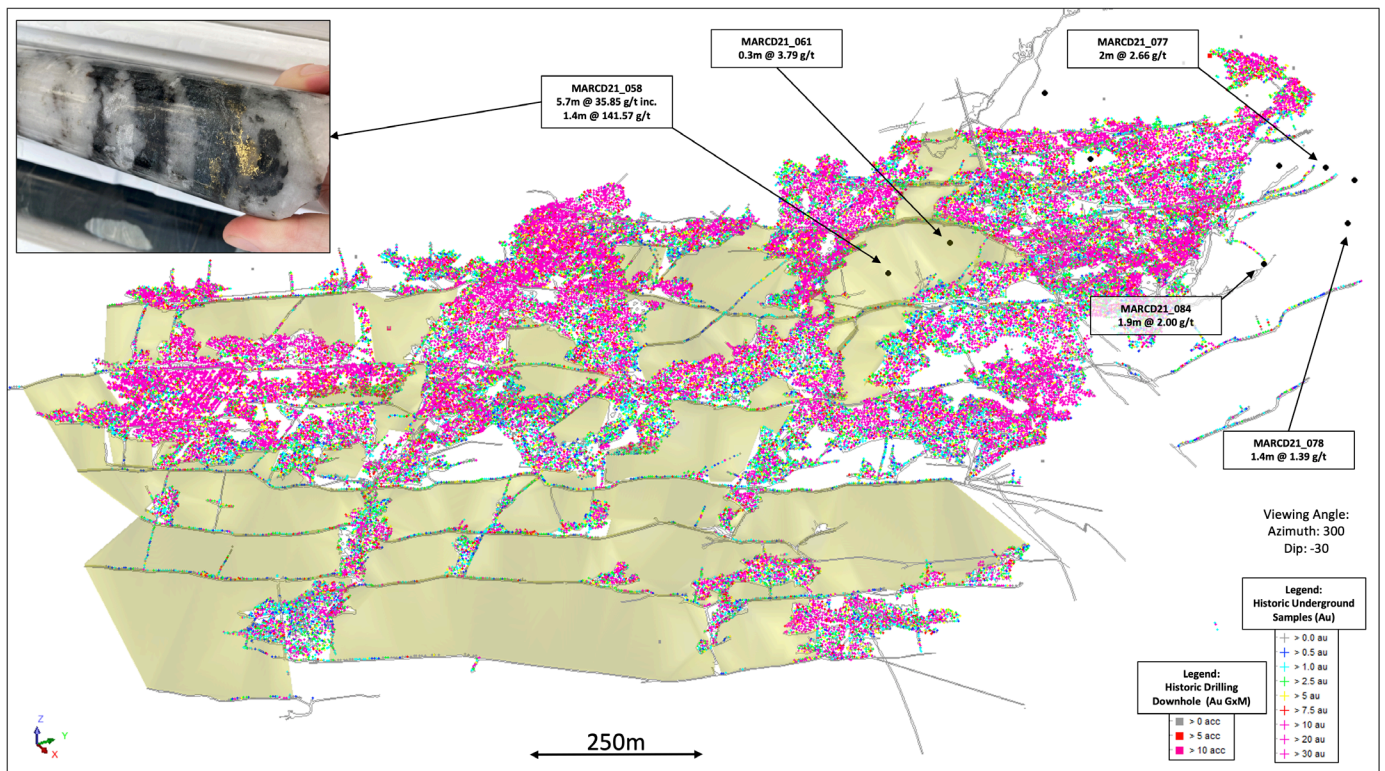 MARCD21_061
0.3m @ 3.79 g/t
MARCD21_077
2m @ 2.66 g/t
MARCD21_058
5.7m @ 35.85 g/t inc.
1.4m @ 141.57 g/t
MARCD21_084
1.9m @ 2.00 g/t
MARCD21_078
1.4m @ 1.39 g/t
Viewing Angle:
Azimuth: 300
Dip: -30
Legend:
Historic Underground
Samples (Au)
> 0.0 au
> 0.5 au
> 1.0 au
> 2.5 au
> 5 au
> 7.5 au
> 10 au
> 20 au
> 30 au
Legend:
Historic Drilling
Downhole (Au GxM)
> 0 acc
> 5 acc
> 10 acc
Z
Y
X
250m